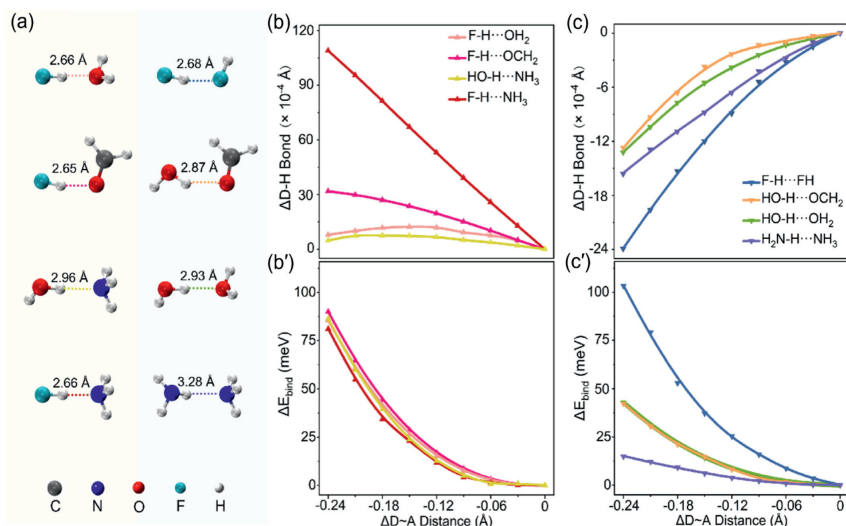 (a)
2.66 Å
2.68 Å
2.65 Å
2.87 Å
2.96 Å
2.93 Å
2.66 Å
3.28 Å
C N O F H
(b)
ΔD-H Bond (× 10⁻⁴ Å)
120
90
60
30
0
F-H···OH₂
F-H···OCH₂
HO-H···NH₃
F-H···NH₃
(c)
ΔD-H Bond (× 10⁻⁴ Å)
0
-6
-12
-18
-24
F-H···FH
HO-H···OCH₂
HO-H···OH₂
H₂N-H···NH₃
(b′)
ΔE_bind (meV)
100
75
50
25
0
-0.24 -0.18 -0.12 -0.06 0
(c′)
ΔE_bind (meV)
100
75
50
25
0
-0.24 -0.18 -0.12 -0.06 0
ΔD~A Distance (Å)